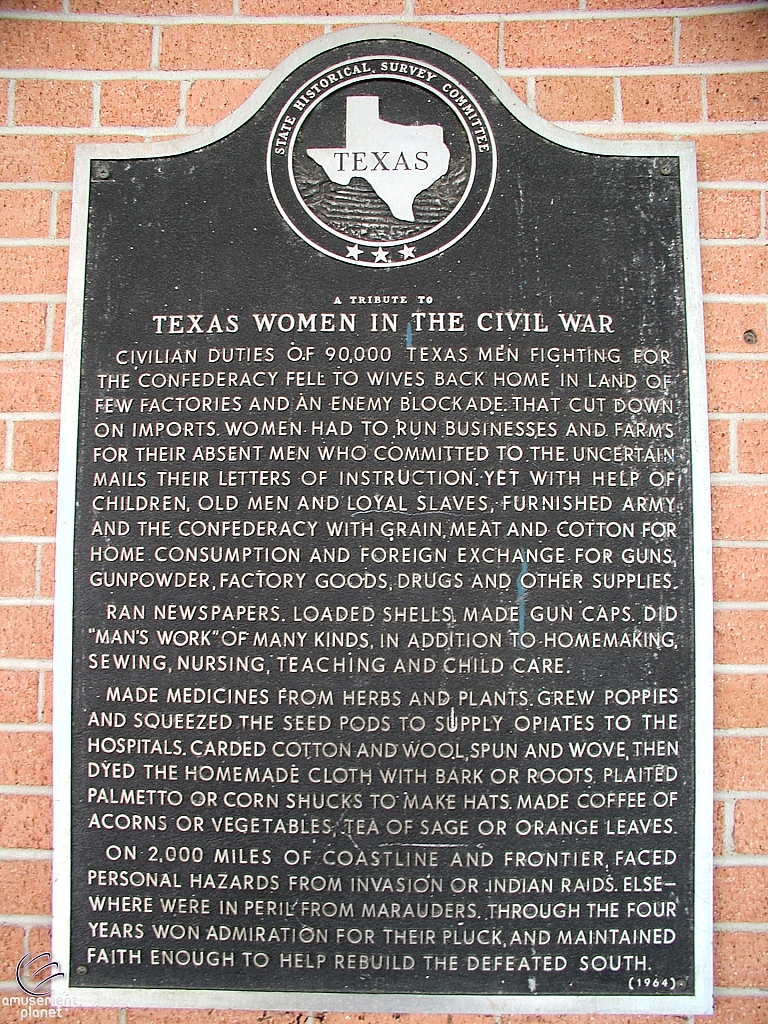 STATE HISTORICAL SURVEY COMMITTEE
TEXAS
A TRIBUTE TO
TEXAS WOMEN IN THE CIVIL WAR
CIVILIAN DUTIES OF 90,000 TEXAS MEN FIGHTING FOR
THE CONFEDERACY FELL TO WIVES BACK HOME IN LAND OF
FEW FACTORIES AND AN ENEMY BLOCKADE THAT CUT DOWN
ON IMPORTS. WOMEN HAD TO RUN BUSINESSES AND FARMS
FOR THEIR ABSENT MEN WHO COMMITTED TO THE UNCERTAIN
MAILS THEIR LETTERS OF INSTRUCTION. YET WITH HELP OF
CHILDREN, OLD MEN AND LOYAL SLAVES, FURNISHED ARMY
AND THE CONFEDERACY WITH GRAIN, MEAT AND COTTON FOR
HOME CONSUMPTION AND FOREIGN EXCHANGE FOR GUNS,
GUNPOWDER, FACTORY GOODS, DRUGS AND OTHER SUPPLIES.
RAN NEWSPAPERS. LOADED SHELLS, MADE GUN CAPS. DID
"MAN'S WORK" OF MANY KINDS, IN ADDITION TO HOMEMAKING,
SEWING, NURSING, TEACHING AND CHILD CARE.
MADE MEDICINES FROM HERBS AND PLANTS. GREW POPPIES
AND SQUEEZED THE SEED PODS TO SUPPLY OPIATES TO THE
HOSPITALS. CARDED COTTON AND WOOL, SPUN AND WOVE, THEN
DYED THE HOMEMADE CLOTH WITH BARK OR ROOTS. PLAITED
PALMETTO OR CORN SHUCKS TO MAKE HATS. MADE COFFEE OF
ACORNS OR VEGETABLES, TEA OF SAGE OR ORANGE LEAVES.
ON 2,000 MILES OF COASTLINE AND FRONTIER, FACED
PERSONAL HAZARDS FROM INVASION OR INDIAN RAIDS. ELSE-
WHERE WERE IN PERIL FROM MARAUDERS. THROUGH THE FOUR
YEARS WON ADMIRATION FOR THEIR PLUCK, AND MAINTAINED
FAITH ENOUGH TO HELP REBUILD THE DEFEATED SOUTH.
(1964)
amusement
planet